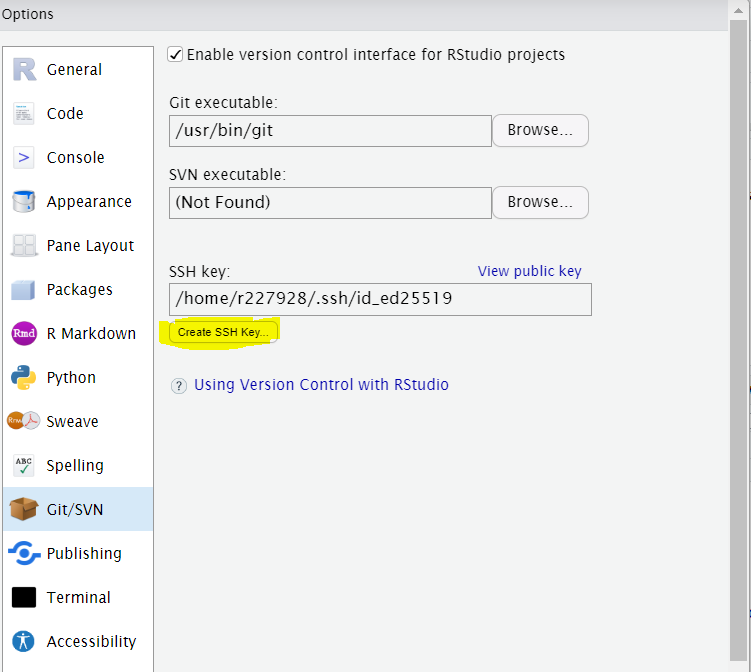 Options
General
Code
Console
Appearance
Pane Layout
Packages
Rmd R Markdown
Python
Rnw Sweave
ABC Spelling
Git/SVN
Publishing
Terminal
Accessibility
Enable version control interface for RStudio projects
Git executable:
/usr/bin/git Browse...
SVN executable:
(Not Found) Browse...
SSH key: View public key
/home/r227928/.ssh/id_ed25519
Create SSH Key...
? Using Version Control with RStudio